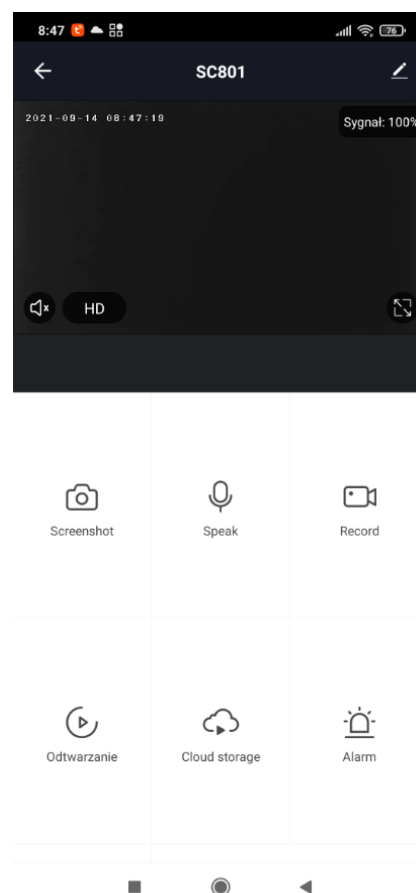 8:47 76
SC801
2021-09-14 08:47:19
Sygnał: 100%
HD
Screenshot Speak Record
Odtwarzanie Cloud storage Alarm